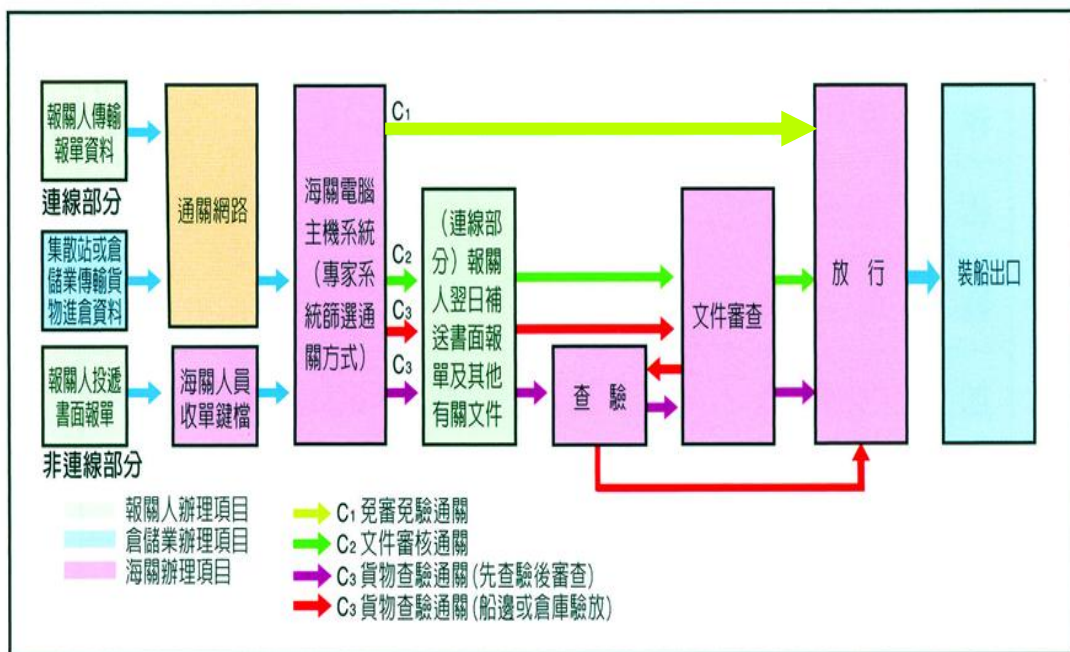 報關人傳輸
報單資料
連線部分
集散站或倉
儲業傳輸貨
物進倉資料
報關人投遞
書面報單
非連線部分
通關網路
海關人員
收單鍵檔
海關電腦
主機系統
(專家系
統篩選通
關方式)
C1
C2
C3
C3
(連線部
分)報關
人翌日補
送書面報
單及其他
有關文件
查 驗
文件審查
放 行
裝船出口
報關人辦理項目
倉儲業辦理項目
海關辦理項目
C1 免審免驗通關
C2 文件審核通關
C3 貨物查驗通關(先查驗後審查)
C3 貨物查驗通關(船邊或倉庫驗放)